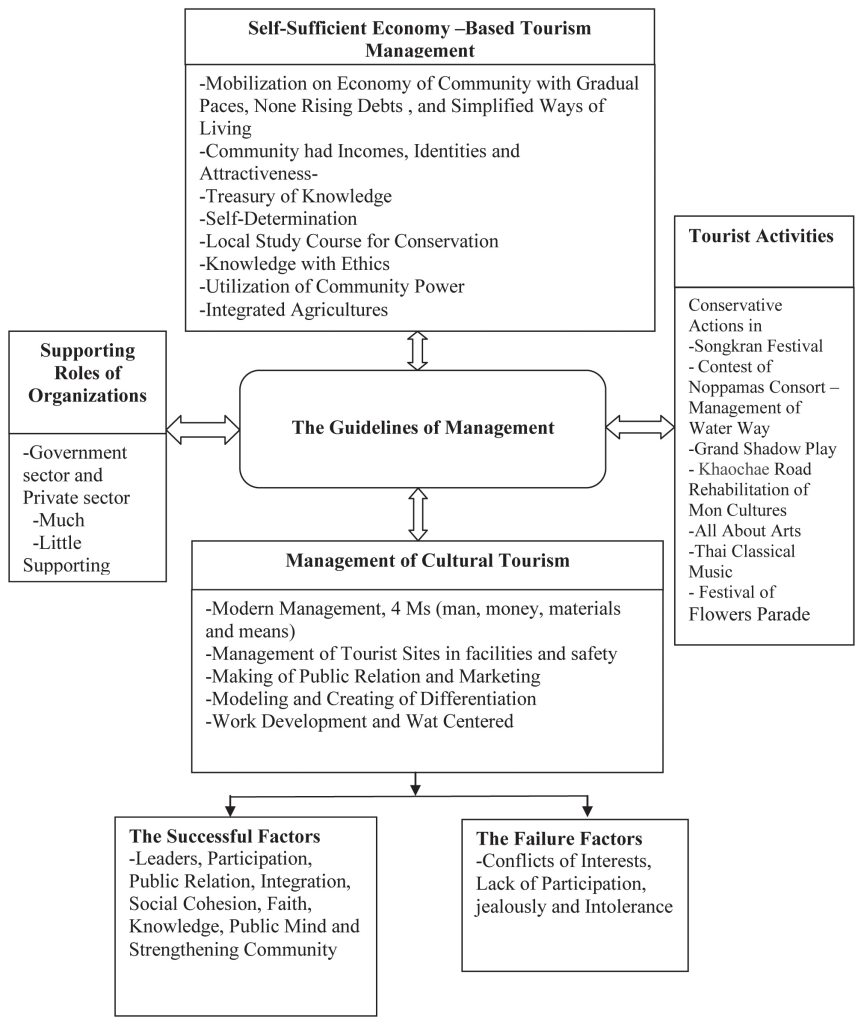 Self-Sufficient Economy –Based Tourism
Management
-Mobilization on Economy of Community with Gradual
Paces, None Rising Debts , and Simplified Ways of
Living
-Community had Incomes, Identities and
Attractiveness-
-Treasury of Knowledge
-Self-Determination
-Local Study Course for Conservation
-Knowledge with Ethics
-Utilization of Community Power
-Integrated Agricultures
Supporting
Roles of
Organizations
-Government
sector and
Private sector
-Much
-Little
Supporting
The Guidelines of Management
Tourist Activities
Conservative
Actions in
-Songkran Festival
- Contest of
Noppamas Consort –
Management of
Water Way
-Grand Shadow Play
- Khaochae Road
Rehabilitation of
Mon Cultures
-All About Arts
-Thai Classical
Music
- Festival of
Flowers Parade
Management of Cultural Tourism
-Modern Management, 4 Ms (man, money, materials
and means)
-Management of Tourist Sites in facilities and safety
-Making of Public Relation and Marketing
-Modeling and Creating of Differentiation
-Work Development and Wat Centered
The Successful Factors
-Leaders, Participation,
Public Relation, Integration,
Social Cohesion, Faith,
Knowledge, Public Mind and
Strengthening Community
The Failure Factors
-Conflicts of Interests,
Lack of Participation,
jealously and Intolerance